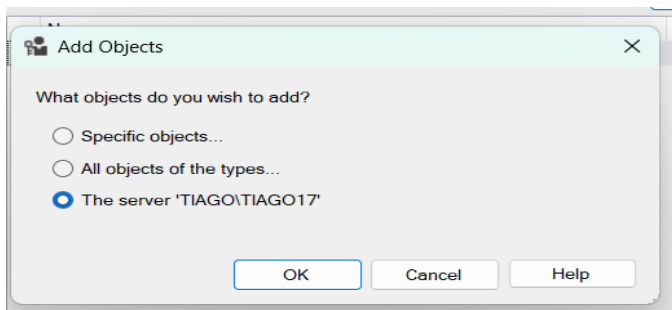 Add Objects
What objects do you wish to add?
Specific objects...
All objects of the types...
The server 'TIAGO\TIAGO17'
OK Cancel Help